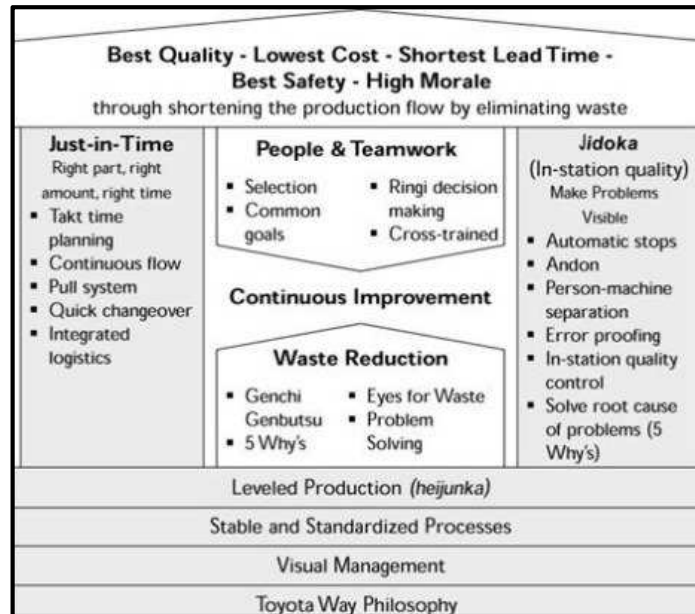 Best Quality - Lowest Cost - Shortest Lead Time -
Best Safety - High Morale
through shortening the production flow by eliminating waste
Just-in-Time
Right part, right
amount, right time
▪ Takt time
planning
▪ Continuous flow
▪ Pull system
▪ Quick changeover
▪ Integrated
logistics
People & Teamwork
▪ Selection
▪ Common
goals
▪ Ringi decision
making
▪ Cross-trained
Continuous Improvement
Waste Reduction
▪ Genchi
Genbutsu
▪ 5 Why's
▪ Eyes for Waste
▪ Problem
Solving
Jidoka
(In-station quality)
Make Problems
Visible
▪ Automatic stops
▪ Andon
▪ Person-machine
separation
▪ Error proofing
▪ In-station quality
control
▪ Solve root cause
of problems (5
Why's)
Leveled Production (heijunka)
Stable and Standardized Processes
Visual Management
Toyota Way Philosophy